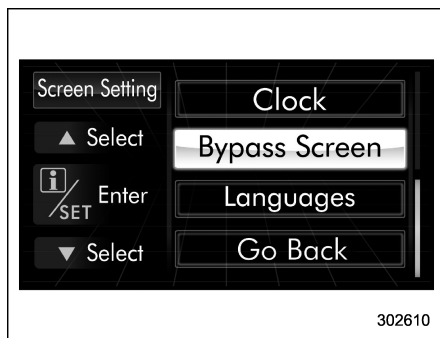 Screen Setting
Clock
▲ Select
Bypass Screen
i/SET Enter
Languages
▼ Select
Go Back
302610